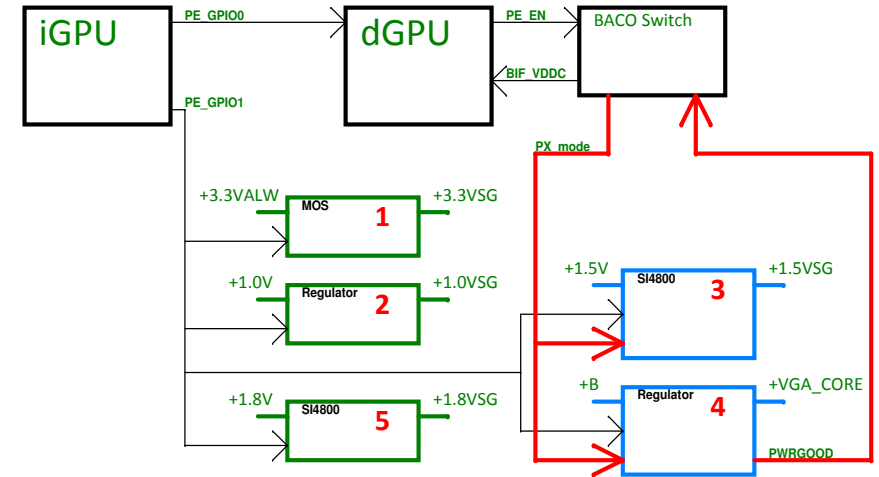 iGPU
PE_GPIO0
dGPU
PE_EN
BACO Switch
BIF_VDDC
PE_GPIO1
PX_mode
+3.3VALW
MOS
1
+3.3VSG
+1.0V
Regulator
2
+1.0VSG
+1.5V
SI4800
3
+1.5VSG
+1.8V
SI4800
5
+1.8VSG
+B
Regulator
4
+VGA_CORE
PWRGOOD